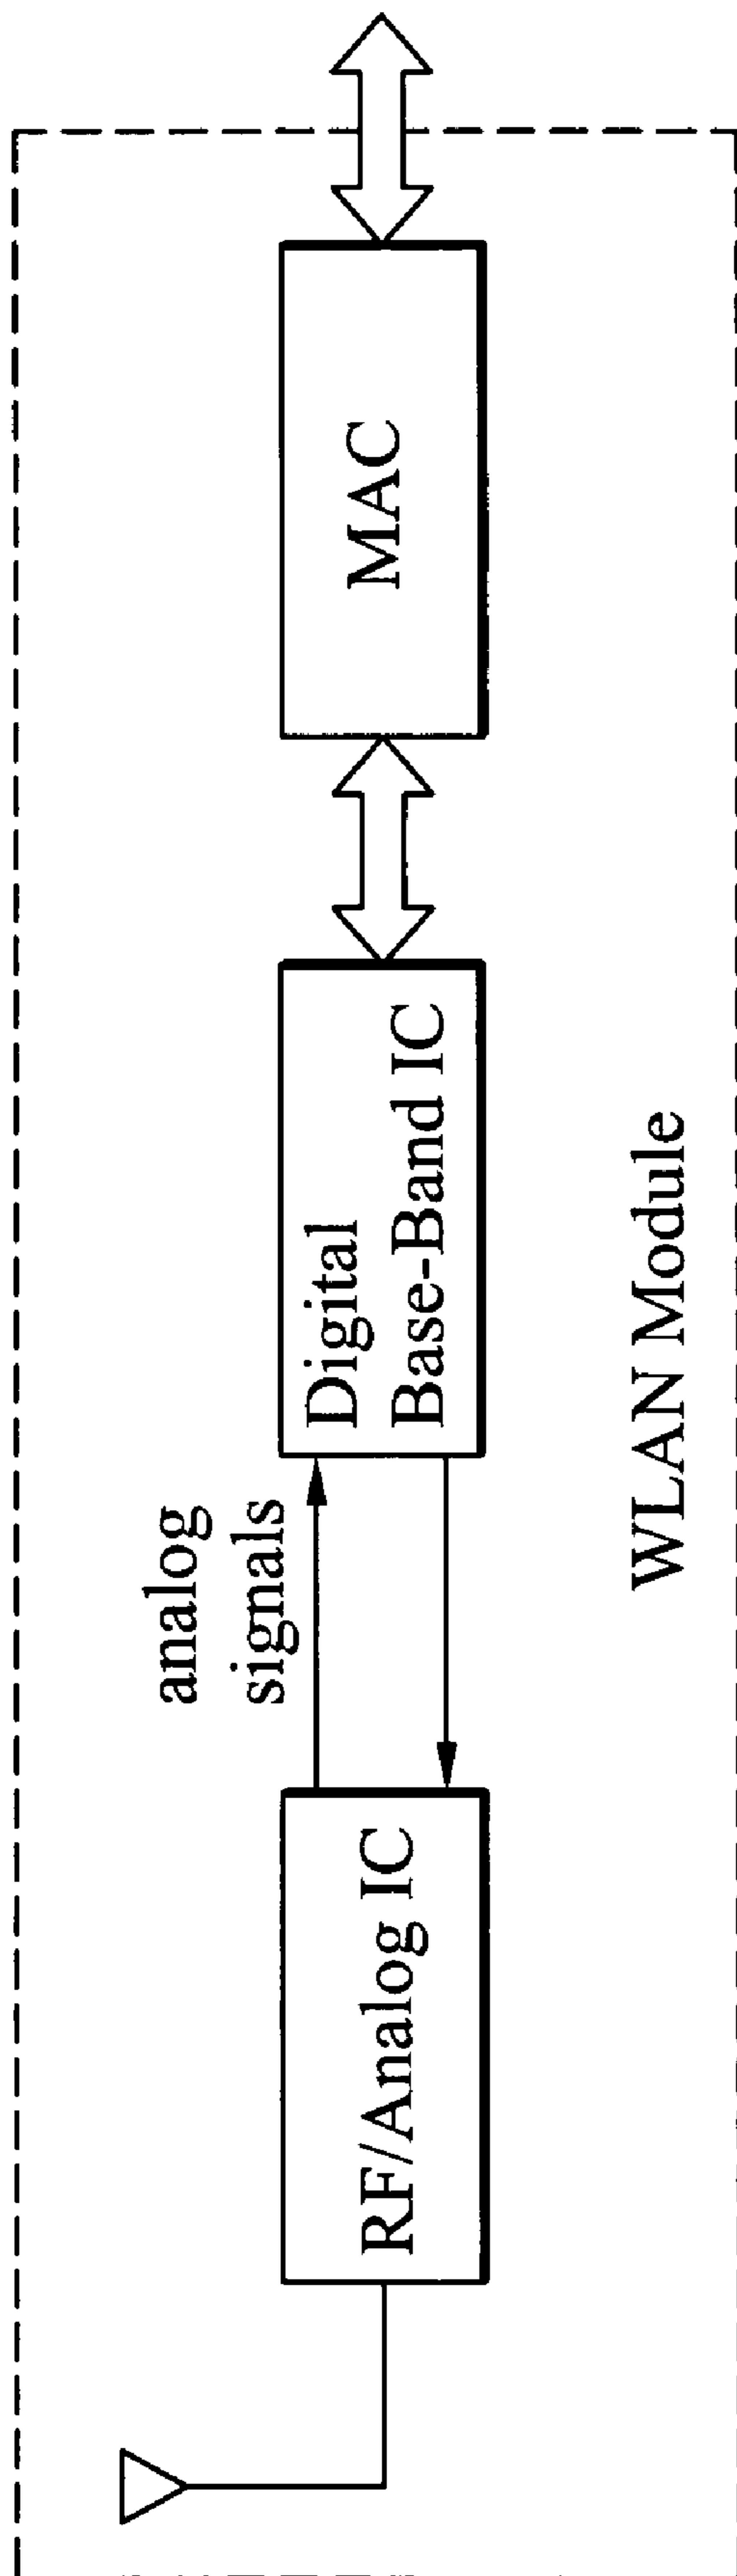 analog
signals
RF/Analog IC
Digital
Base-Band IC
MAC
WLAN Module